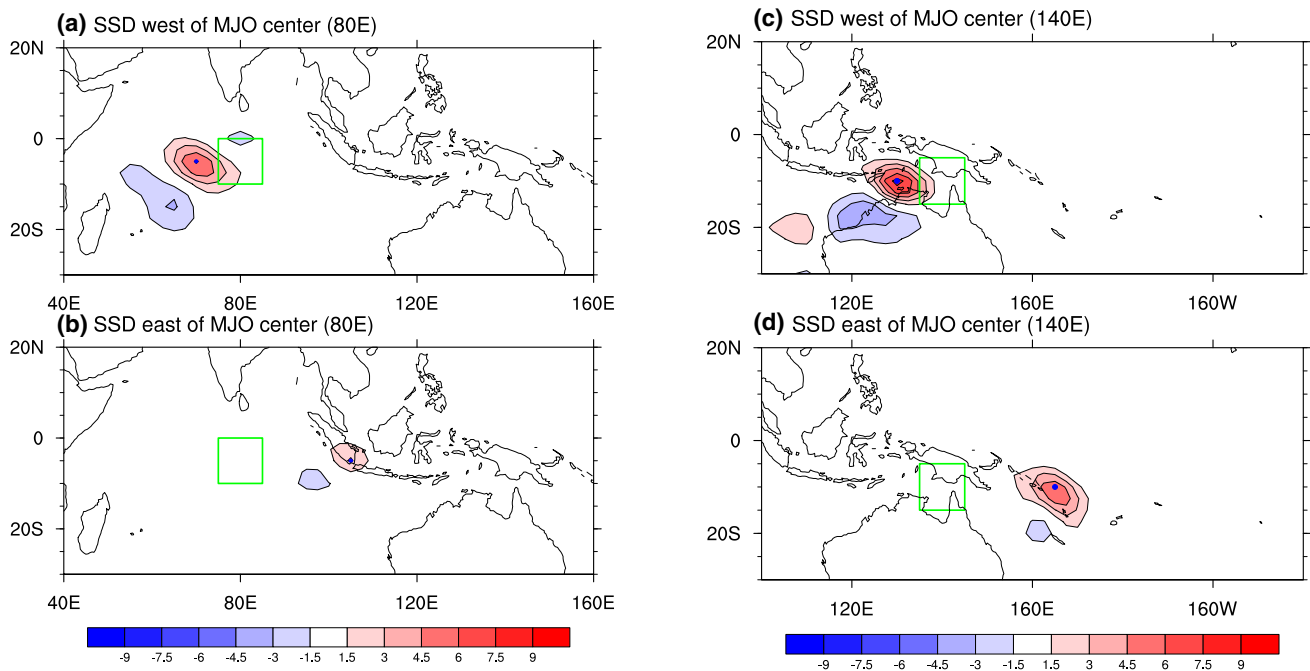 (a) SSD west of MJO center (80E)
20N
0
20S
40E 80E 120E 160E
(b) SSD east of MJO center (80E)
20N
0
20S
40E 80E 120E 160E
-9 -7.5 -6 -4.5 -3 -1.5 1.5 3 4.5 6 7.5 9
(c) SSD west of MJO center (140E)
20N
0
20S
120E 160E 160W
(d) SSD east of MJO center (140E)
20N
0
20S
120E 160E 160W
-9 -7.5 -6 -4.5 -3 -1.5 1.5 3 4.5 6 7.5 9